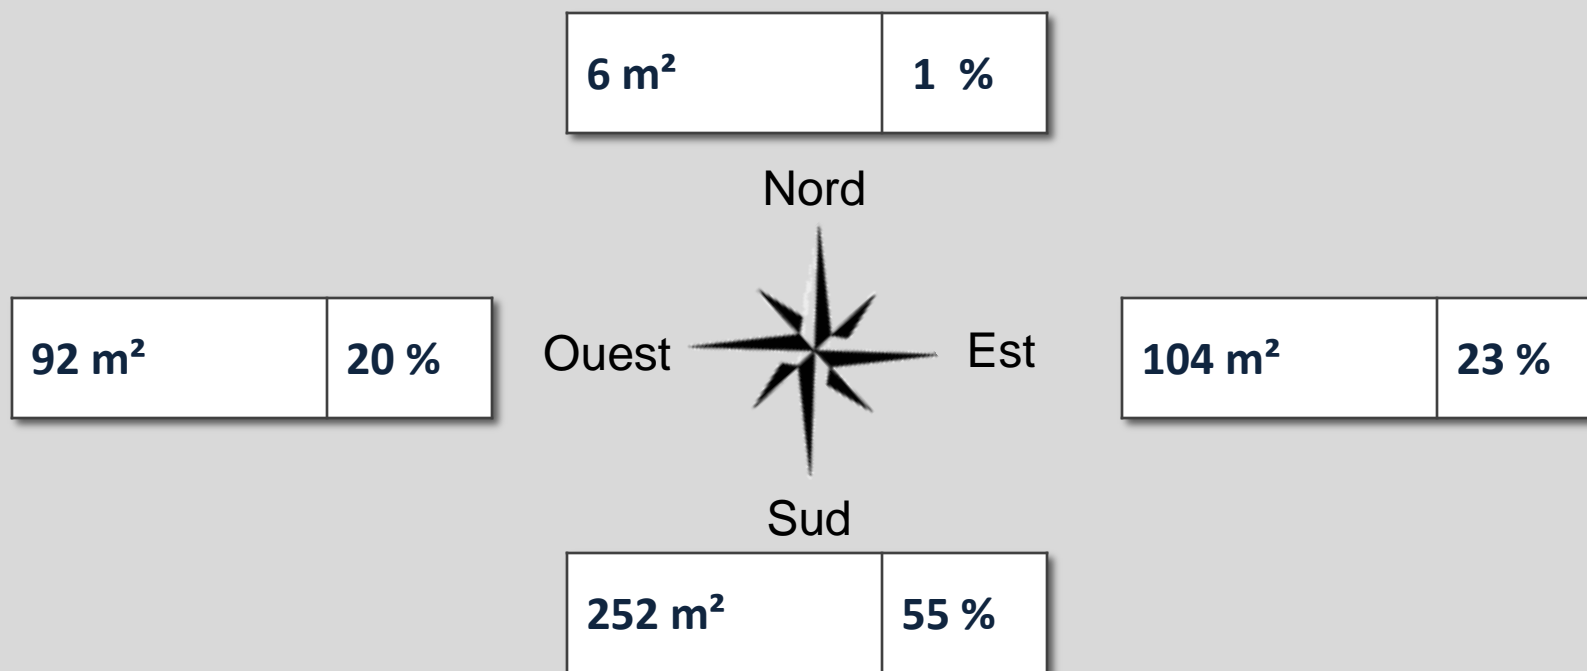 6 m² 1 %
Nord
92 m² 20 % Ouest Est 104 m² 23 %
Sud
252 m² 55 %